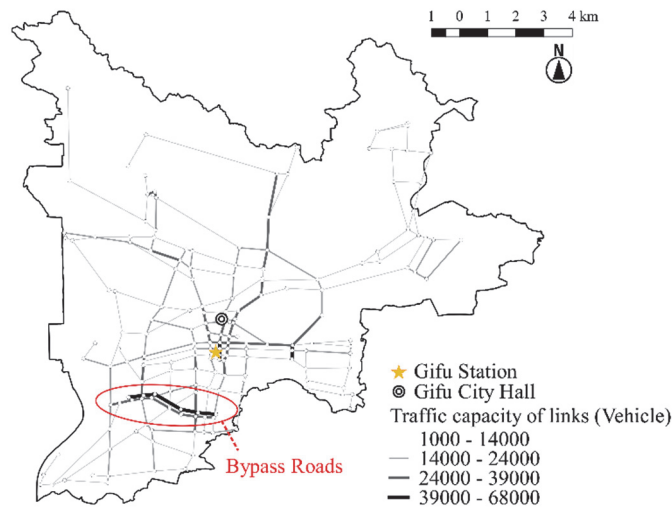 1 0 1 2 3 4 km
N
Gifu Station
Gifu City Hall
Traffic capacity of links (Vehicle)
1000 - 14000
14000 - 24000
24000 - 39000
39000 - 68000
Bypass Roads